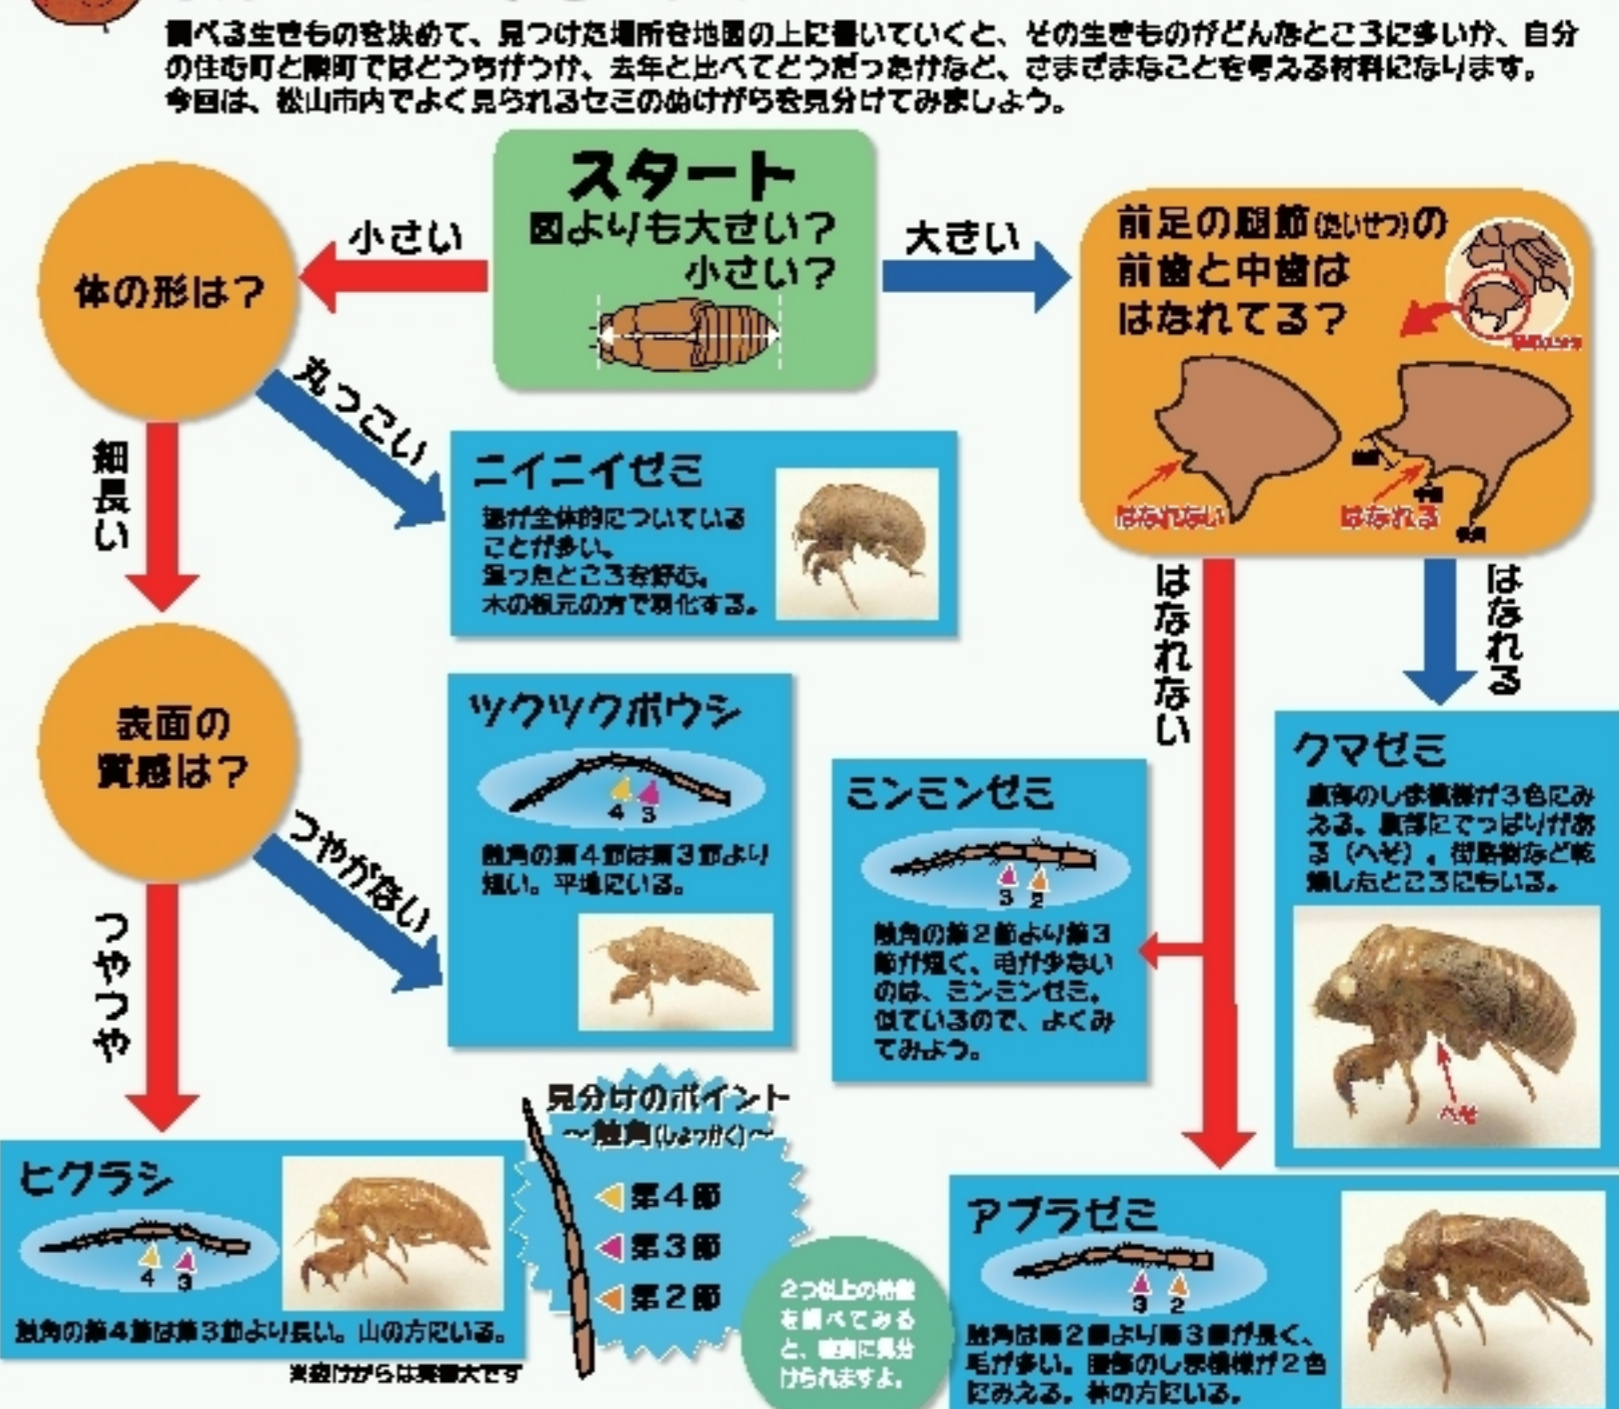 調べる生きものを決めて、見つけた場所を地図の上に書いていくと、その生きものがどんなところに多いか、自分
の住む町と隣町ではどうちがうか、去年と比べてどうだったかなど、さまざまなことを考える材料になります。
今回は、松山市内でよく見られるセミのぬけがらを見分けてみましょう。
スタート
図よりも大きい?
小さい?
小さい
大きい
体の形は?
丸っこい
細長い
前足の腿節(たいせつ)の
前歯と中歯は
はなれてる?
はなれない
はなれる
中歯
ニイニイゼミ
泥が全体的についている
ことが多い。
湿ったところを好む。
木の根元の方で羽化する。
はなれない
はなれる
表面の
質感は?
つやがない
つやつや
ツクツクボウシ
4 3
触角の第4節は第3節より
短い。平地にいる。
ミンミンゼミ
3 2
触角の第2節より第3
節が短く、毛が少ない
のは、ミンミンゼミ。
似ているので、よくみ
てみよう。
クマゼミ
腹部のしま模様が3色にみ
える。腹部にでっぱりがあ
る(へそ)。街路樹など乾
燥したところにもいる。
へそ
ヒグラシ
4 3
触角の第4節は第3節より長い。山の方にいる。
※抜けがらは実物大です
見分けのポイント
~触角(しょっかく)~
第4節
第3節
第2節
2つ以上の特徴
を調べてみる
と、確実に見分
けられますよ。
アブラゼミ
3 2
触角は第2節より第3節が長く、
毛が多い。腹部のしま模様が2色
にみえる。林の方にいる。